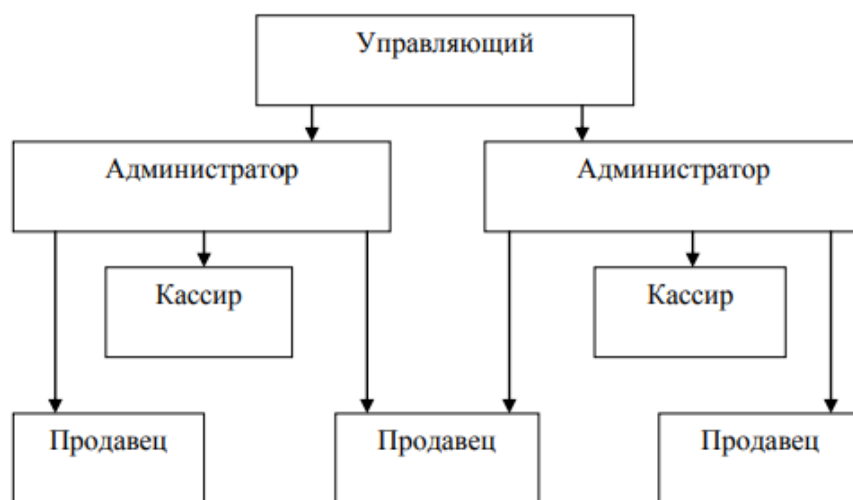 Управляющий
Администратор
Администратор
Кассир
Кассир
Продавец
Продавец
Продавец